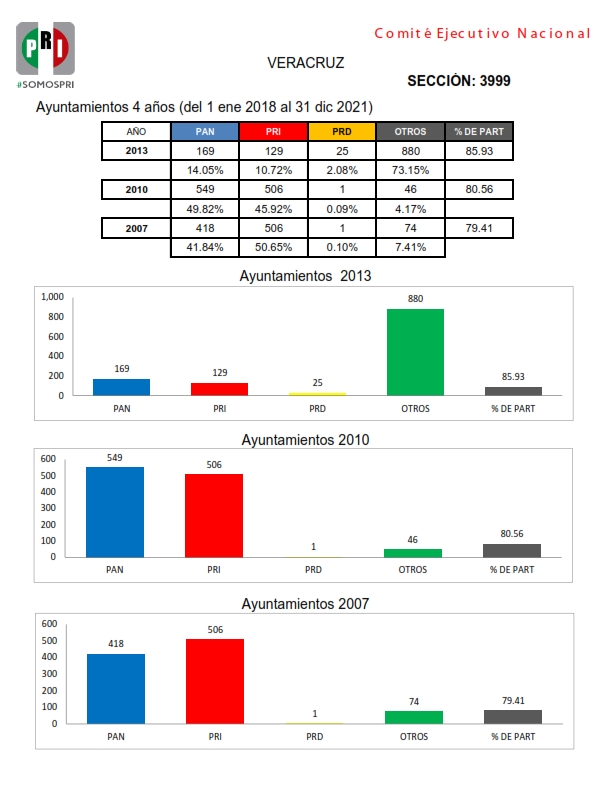 PRI
#SOMOSPRI
Comité Ejecutivo Nacional
VERACRUZ
SECCIÓN: 3999
Ayuntamientos 4 años (del 1 ene 2018 al 31 dic 2021)
AÑO PAN PRI PRD OTROS % DE PART
2013 169 129 25 880 85.93
14.05% 10.72% 2.08% 73.15%
2010 549 506 1 46 80.56
49.82% 45.92% 0.09% 4.17%
2007 418 506 1 74 79.41
41.84% 50.65% 0.10% 7.41%
Ayuntamientos 2013
1,000
800
600
400
200
0
169 129 25 880 85.93
PAN PRI PRD OTROS % DE PART
Ayuntamientos 2010
600
500
400
300
200
100
0
549 506 1 46 80.56
PAN PRI PRD OTROS % DE PART
Ayuntamientos 2007
600
500
400
300
200
100
0
418 506 1 74 79.41
PAN PRI PRD OTROS % DE PART